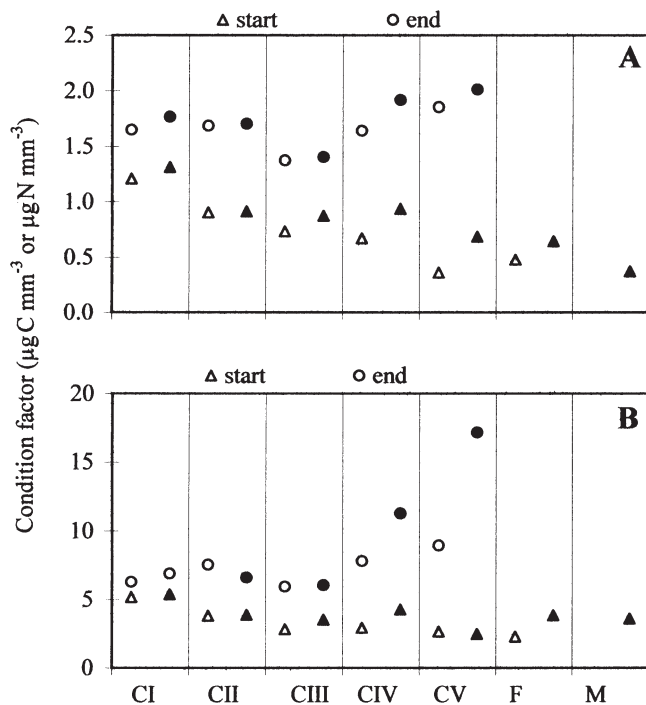 △ start ○ end
A
2.5
2.0
1.5
1.0
0.5
0.0
Condition factor (µg C mm⁻³ or µg N mm⁻³)
△ start ○ end
B
20
15
10
5
0
CI CII CIII CIV CV F M